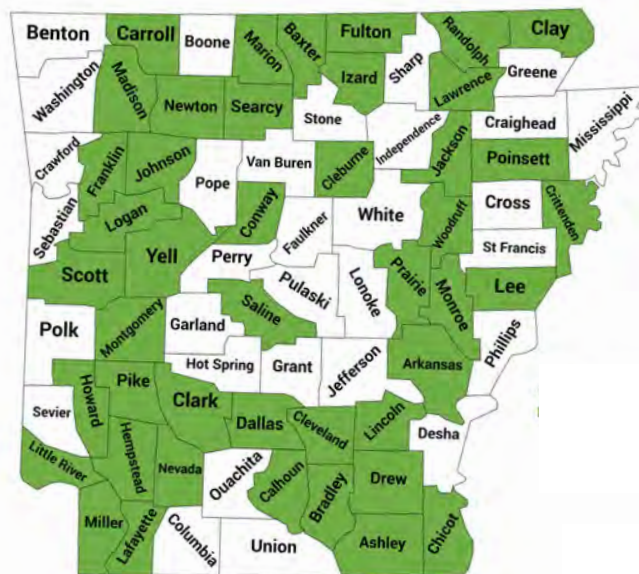 Benton
Carroll
Boone
Marion
Baxter
Fulton
Sharp
Randolph
Clay
Washington
Madison
Newton
Searcy
Izard
Lawrence
Greene
Stone
Independence
Craighead
Mississippi
Crawford
Franklin
Johnson
Pope
Van Buren
Cleburne
Jackson
Poinsett
Sebastian
Logan
Conway
Faulkner
White
Woodruff
Cross
Crittenden
Scott
Yell
Perry
Pulaski
Lonoke
Prairie
Monroe
St Francis
Lee
Polk
Montgomery
Garland
Saline
Hot Spring
Grant
Jefferson
Arkansas
Phillips
Sevier
Howard
Pike
Clark
Dallas
Cleveland
Lincoln
Desha
Little River
Hempstead
Nevada
Ouachita
Calhoun
Bradley
Drew
Miller
Lafayette
Columbia
Union
Ashley
Chicot